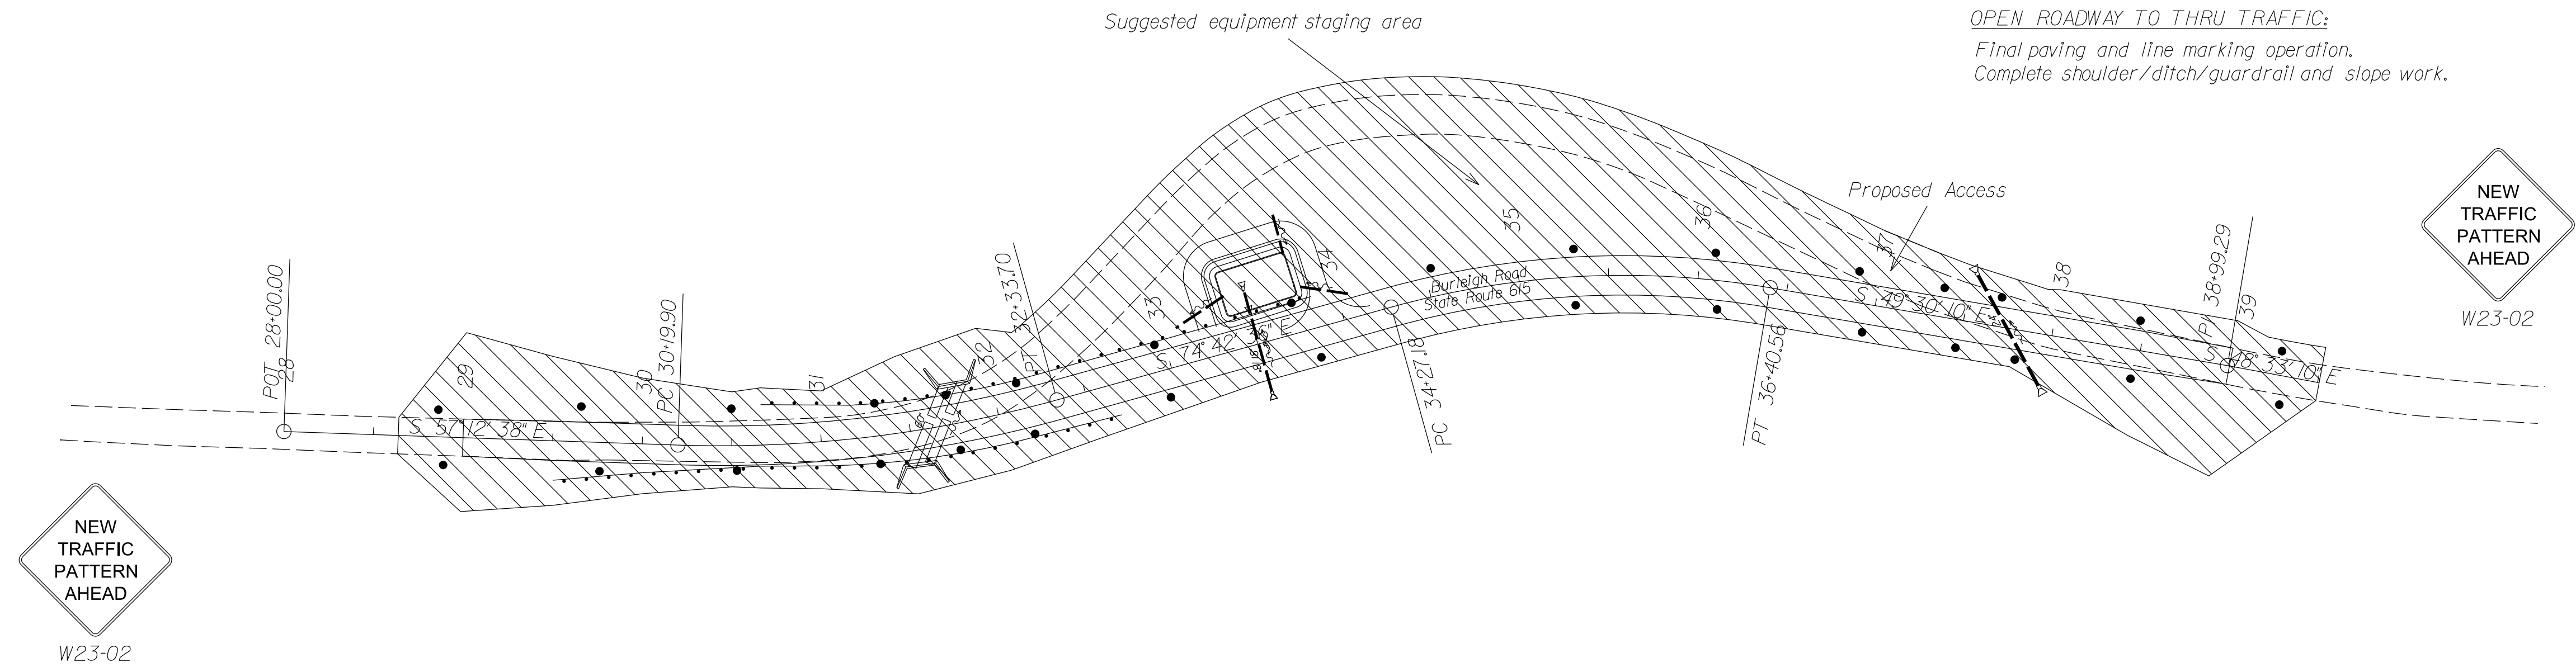 Suggested equipment staging area
OPEN ROADWAY TO THRU TRAFFIC:
Final paving and line marking operation.
Complete shoulder/ditch/guardrail and slope work.
Proposed Access
NEW
TRAFFIC
PATTERN
AHEAD
W23-02
POT 28+00.00
28
29
30
PC 30+19.90
31
32
PT 32+33.70
33
34
PC 34+27.18
35
36
PT 36+40.56
37
38
PI 38+99.29
39
S 57° 12' 38" E
S 74° 42' 36" E
Burleigh Road
State Route 615
S 49° 30' 10" E
S 48° 33' 10" E
NEW
TRAFFIC
PATTERN
AHEAD
W23-02